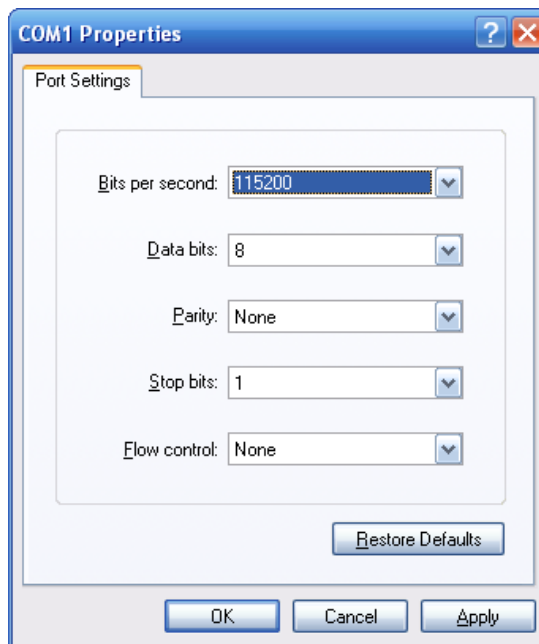 COM1 Properties
Port Settings
Bits per second: 115200
Data bits: 8
Parity: None
Stop bits: 1
Flow control: None
Restore Defaults
OK Cancel Apply